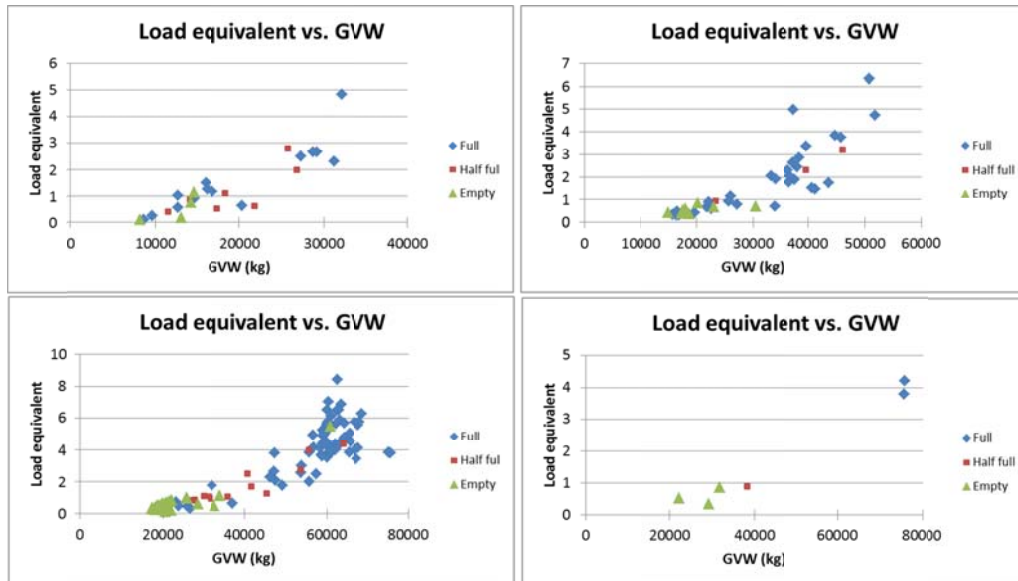 Load equivalent vs. GVW
6
5
4
3
2
1
0
0 10000 20000 30000 40000
Load equivalent
GVW (kg)
Full
Half ful
Empty
Load equivalent vs. GVW
7
6
5
4
3
2
1
0
0 10000 20000 30000 40000 50000 60000
Load equivalent
GVW (kg)
Full
Half full
Empty
Load equivalent vs. GVW
10
8
6
4
2
0
0 20000 40000 60000 80000
Load equivalent
GVW (kg)
Full
Half ful
Empty
Load equivalent vs. GVW
5
4
3
2
1
0
0 20000 40000 60000 80000
Load equivalent
GVW (kg)
Full
Half full
Empty